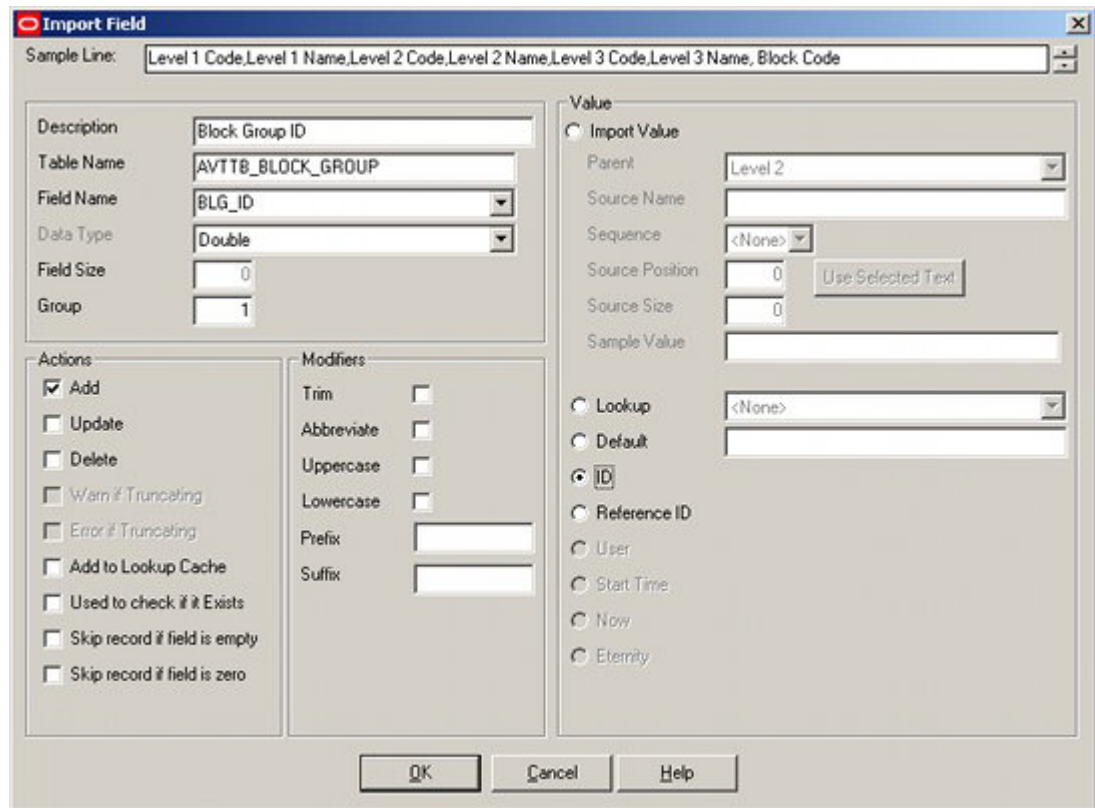 Import Field
Sample Line: Level 1 Code,Level 1 Name,Level 2 Code,Level 2 Name,Level 3 Code,Level 3 Name, Block Code
Description Block Group ID
Table Name AVTTB_BLOCK_GROUP
Field Name BLG_ID
Data Type Double
Field Size 0
Group 1
Actions
Add
Update
Delete
Warn if Truncating
Error if Truncating
Add to Lookup Cache
Used to check if it Exists
Skip record if field is empty
Skip record if field is zero
Modifiers
Trim
Abbreviate
Uppercase
Lowercase
Prefix
Suffix
Value
Import Value
Parent Level 2
Source Name
Sequence <None>
Source Position 0 Use Selected Text
Source Size 0
Sample Value
Lookup <None>
Default
ID
Reference ID
User
Start Time
Now
Eternity
OK Cancel Help